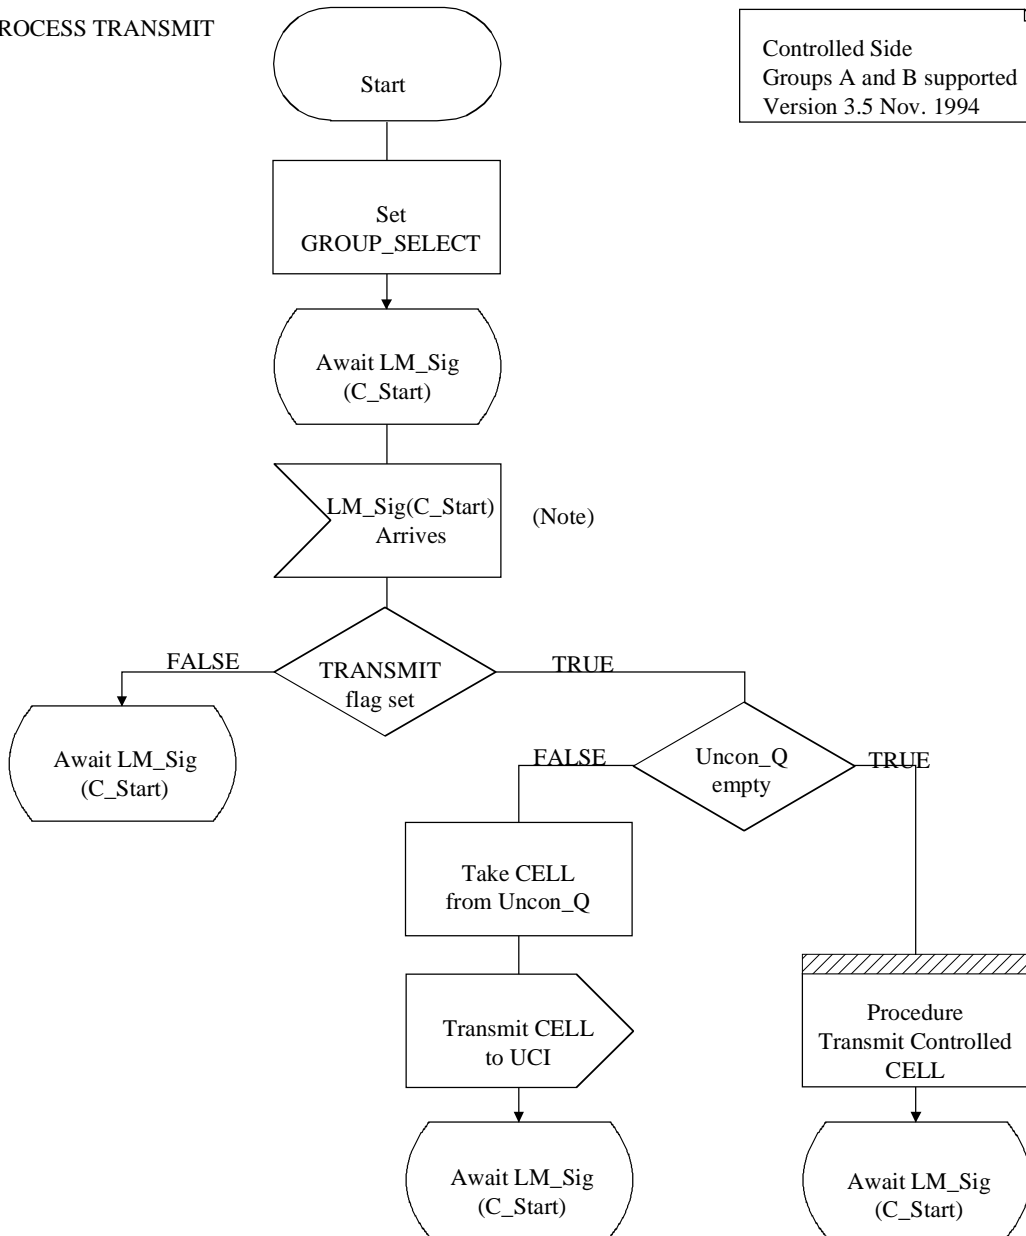 ROCESS TRANSMIT
Controlled Side
Groups A and B supported
Version 3.5 Nov. 1994
Start
Set
GROUP_SELECT
Await LM_Sig
(C_Start)
LM_Sig(C_Start)
Arrives
(Note)
FALSE
TRANSMIT
flag set
TRUE
Await LM_Sig
(C_Start)
FALSE
Uncon_Q
empty
TRUE
Take CELL
from Uncon_Q
Transmit CELL
to UCI
Procedure
Transmit Controlled
CELL
Await LM_Sig
(C_Start)
Await LM_Sig
(C_Start)